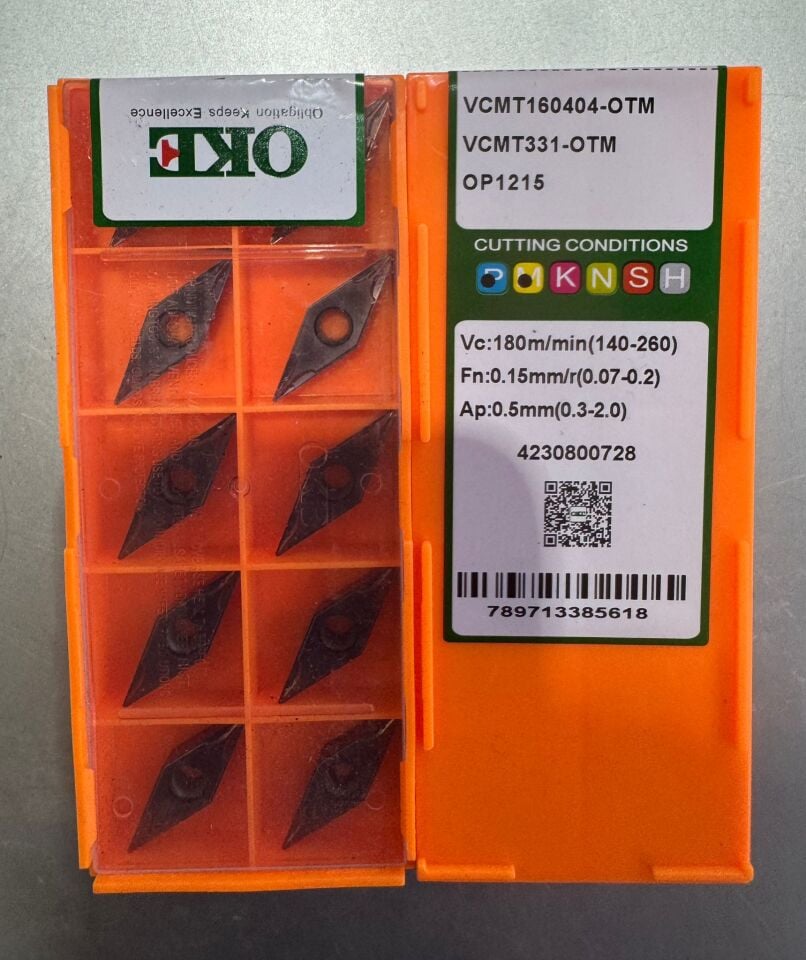 Obligation Keeps Excellence
OKE
VCMT160404-OTM
VCMT331-OTM
OP1215
CUTTING CONDITIONS
P M K N S H
Vc:180m/min(140-260)
Fn:0.15mm/r(0.07-0.2)
Ap:0.5mm(0.3-2.0)
4230800728
789713385618